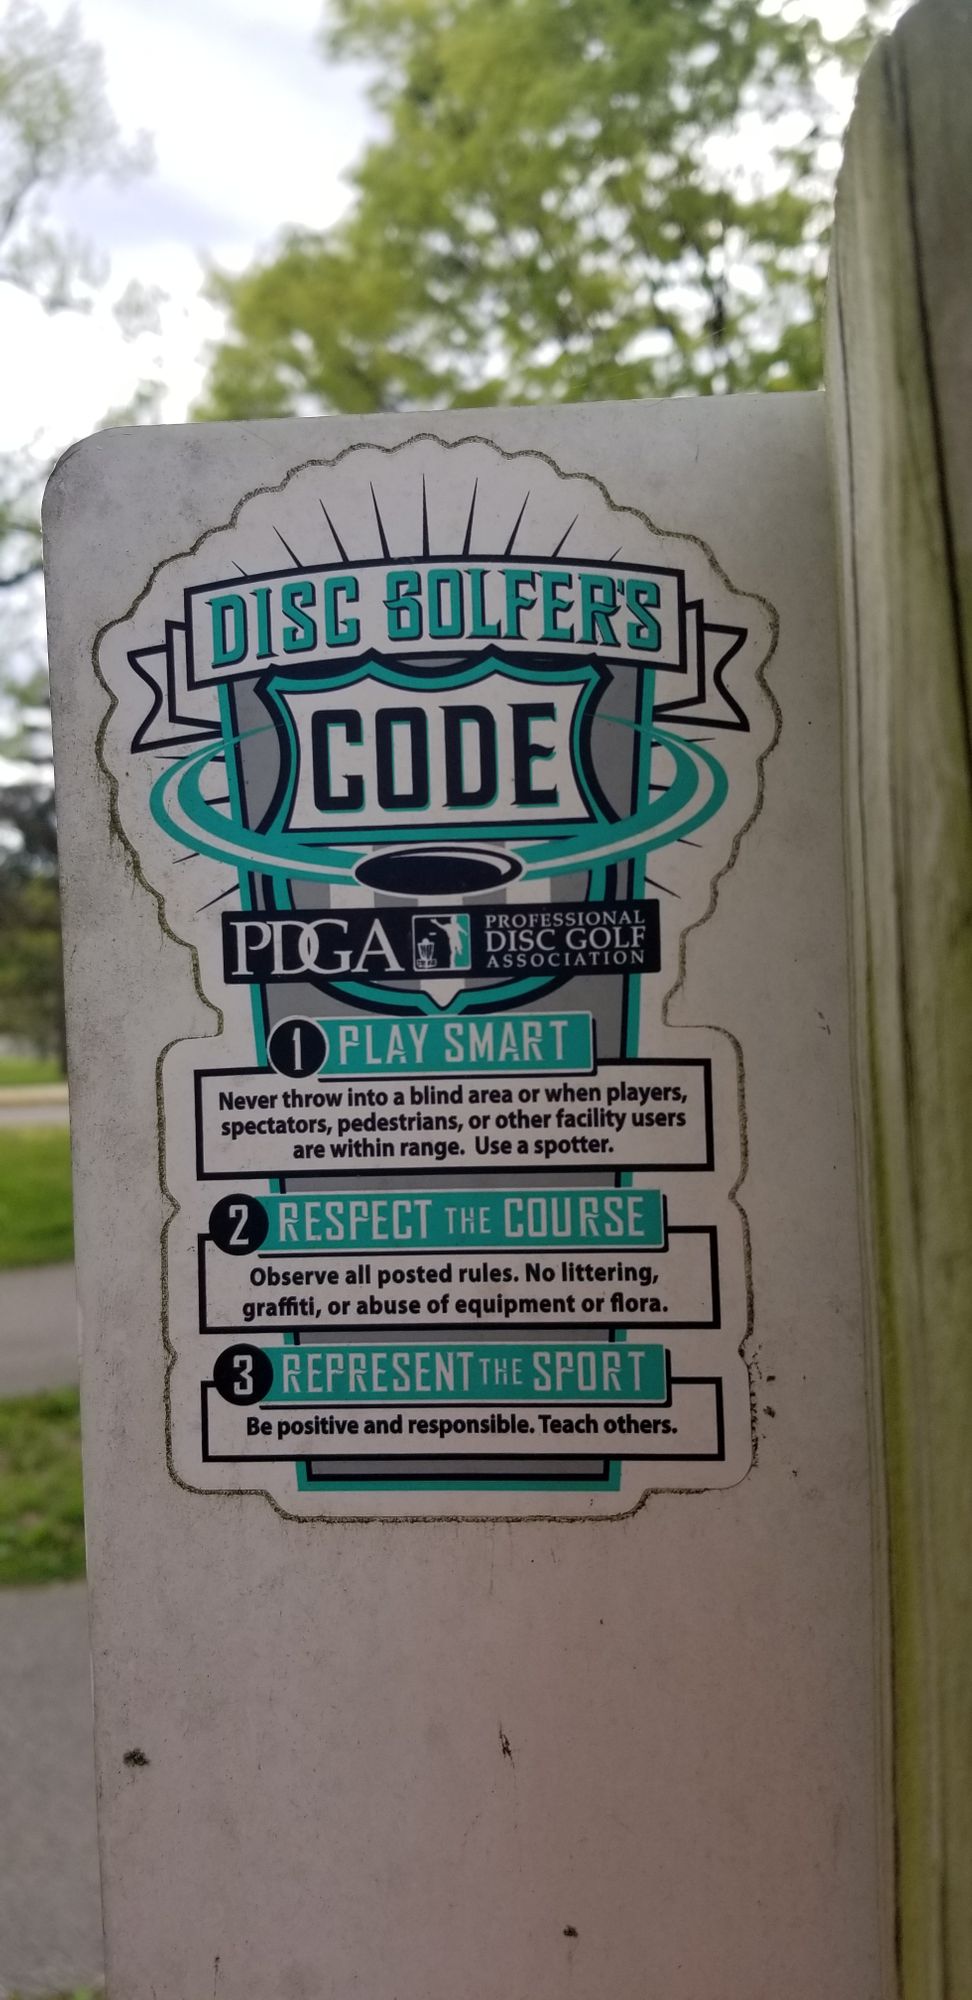 DISC GOLFER'S
CODE
PDGA
PROFESSIONAL
DISC GOLF
ASSOCIATION
1 PLAY SMART
Never throw into a blind area or when players,
spectators, pedestrians, or other facility users
are within range. Use a spotter.
2 RESPECT THE COURSE
Observe all posted rules. No littering,
graffiti, or abuse of equipment or flora.
3 REPRESENT THE SPORT
Be positive and responsible. Teach others.